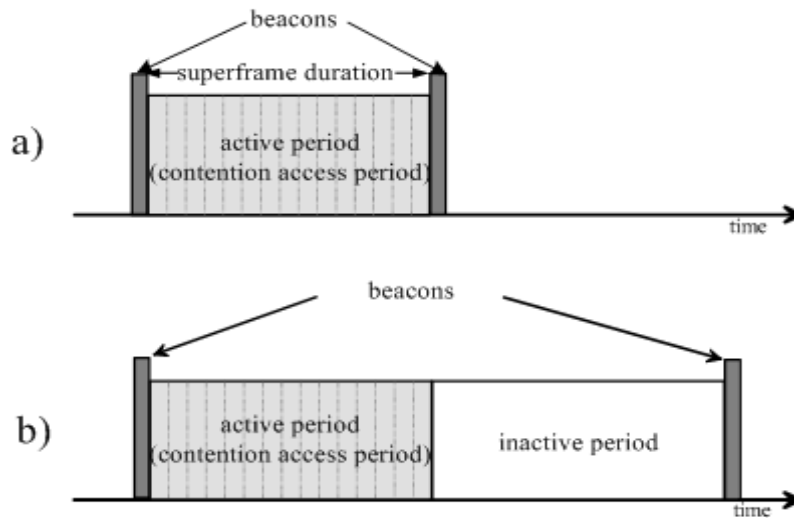 beacons
superframe duration
a)
active period
(contention access period)
time
beacons
b)
active period
(contention access period)
inactive period
time